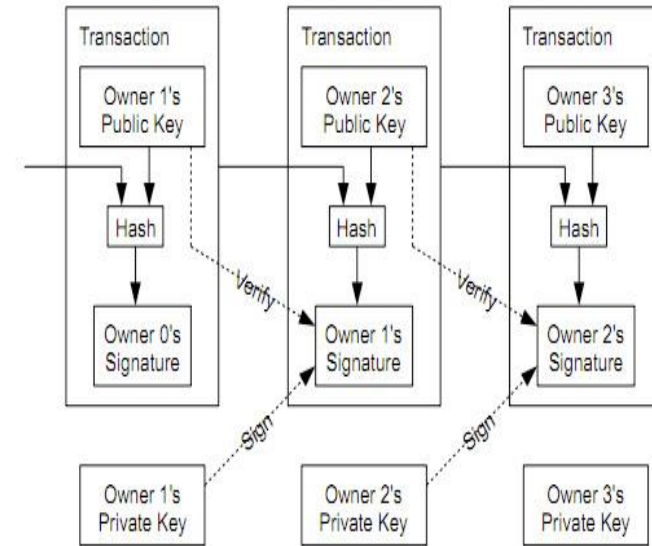 Transaction
Owner 1's
Public Key
Hash
Owner 0's
Signature
Transaction
Owner 2's
Public Key
Hash
Verify
Owner 1's
Signature
Sign
Transaction
Owner 3's
Public Key
Hash
Verify
Owner 2's
Signature
Sign
Owner 1's
Private Key
Owner 2's
Private Key
Owner 3's
Private Key